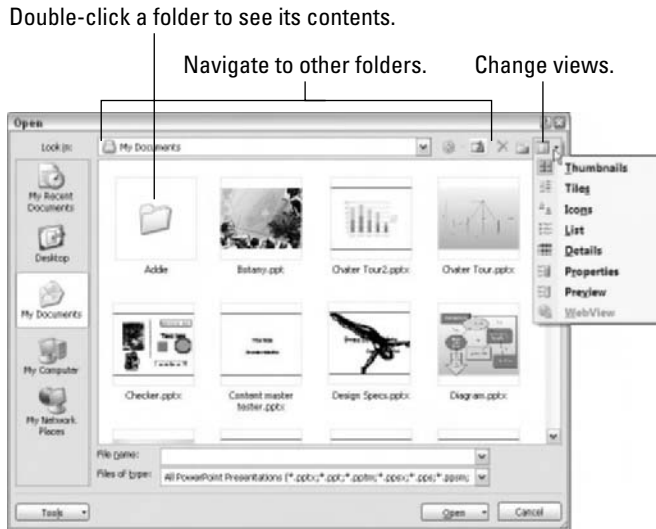 Double-click a folder to see its contents.
Navigate to other folders.
Change views.
Open
Look in:
My Documents
Thumbnails
Tiles
Icons
List
Details
Properties
Preview
WebView
My Recent
Documents
Desktop
My Documents
My Computer
My Network
Places
Addie
Botany.ppt
Chater Tour2.pptx
Chater Tour.pptx
Checker.pptx
Content master
tester.pptx
Design Specs.pptx
Diagram.pptx
File name:
Files of type:
All PowerPoint Presentations (*.pptx;*.ppt;*.pptm;*.ppsx;*.pps;*.ppsm;
Tools
Open
Cancel